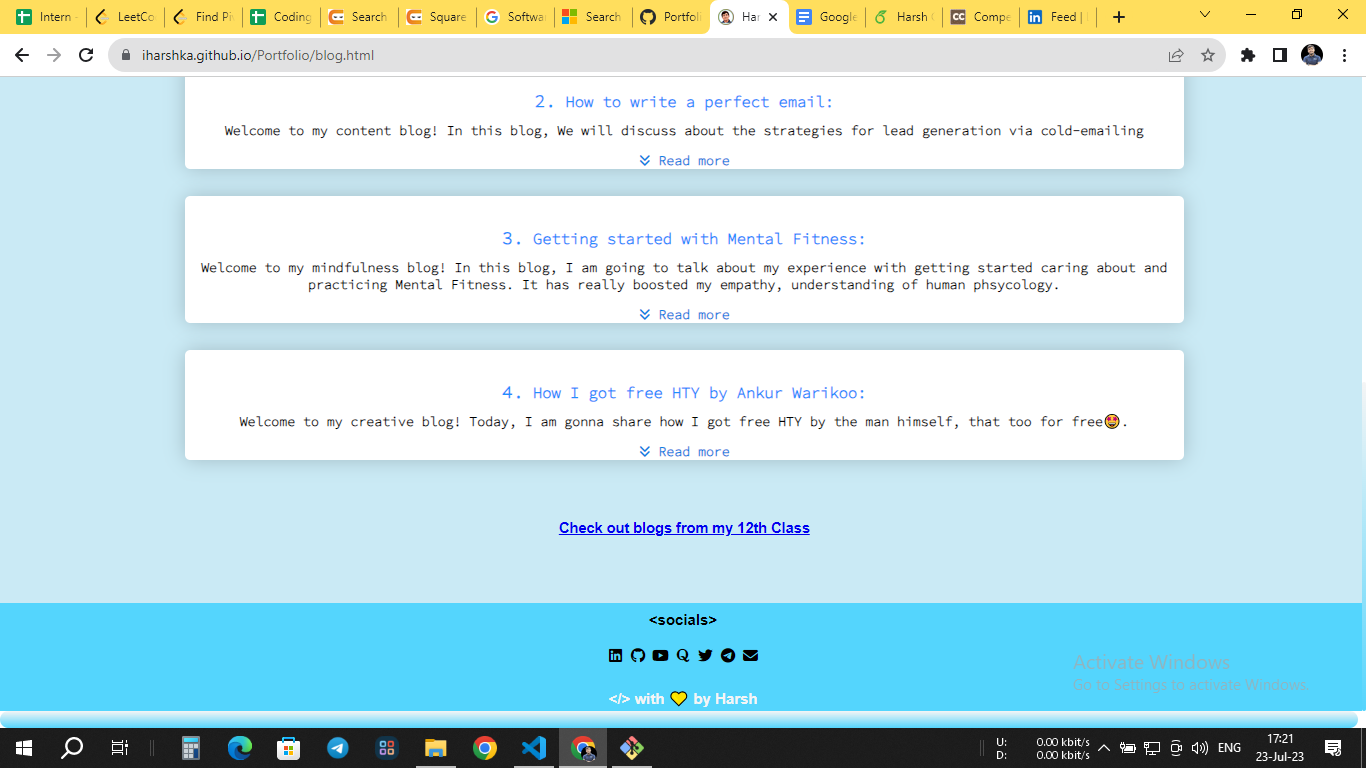 Intern -
LeetCo
Find Pi
Coding
Search
Square
Softwa
Search
Portfoli
Har
Google
Harsh
Compe
Feed |
iharshka.github.io/Portfolio/blog.html
2. How to write a perfect email:
Welcome to my content blog! In this blog, We will discuss about the strategies for lead generation via cold-emailing
Read more
3. Getting started with Mental Fitness:
Welcome to my mindfulness blog! In this blog, I am going to talk about my experience with getting started caring about and
practicing Mental Fitness. It has really boosted my empathy, understanding of human phsycology.
Read more
4. How I got free HTY by Ankur Warikoo:
Welcome to my creative blog! Today, I am gonna share how I got free HTY by the man himself, that too for free🤩.
Read more
Check out blogs from my 12th Class
<socials>
</> with 💛 by Harsh
Activate Windows
Go to Settings to activate Windows.
U: 0.00 kbit/s
D: 0.00 kbit/s
ENG
17:21
23-Jul-23